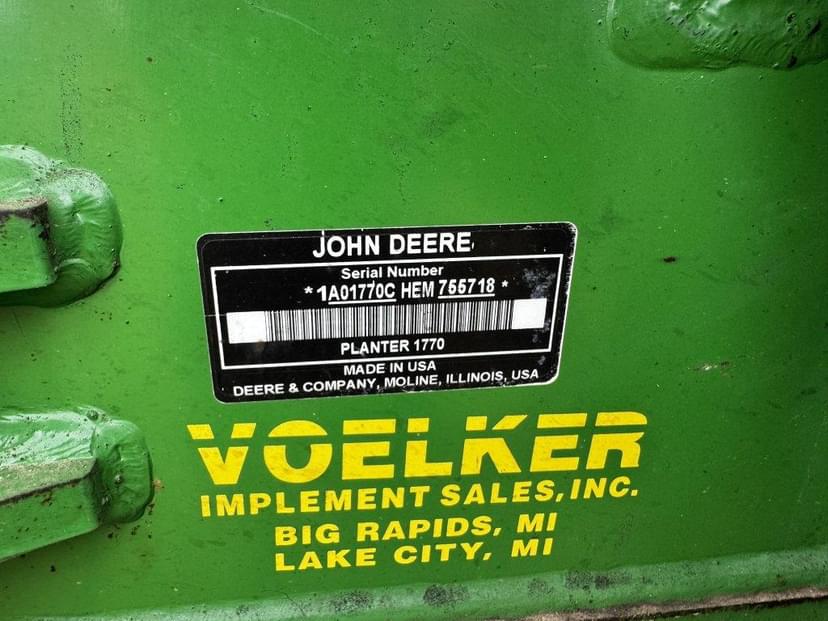 JOHN DEERE
Serial Number
*1A01770C HEM 755718 *
PLANTER 1770
MADE IN USA
DEERE & COMPANY, MOLINE, ILLINOIS, USA
VOELKER
IMPLEMENT SALES, INC.
BIG RAPIDS, MI
LAKE CITY, MI